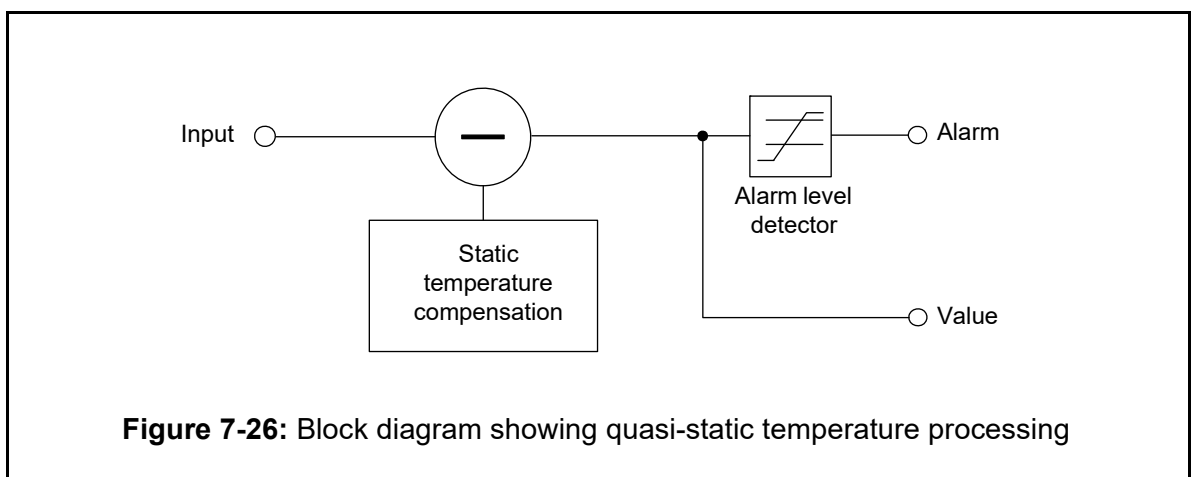 Input
Alarm
Alarm level
detector
Static
temperature
compensation
Value
Figure 7-26: Block diagram showing quasi-static temperature processing